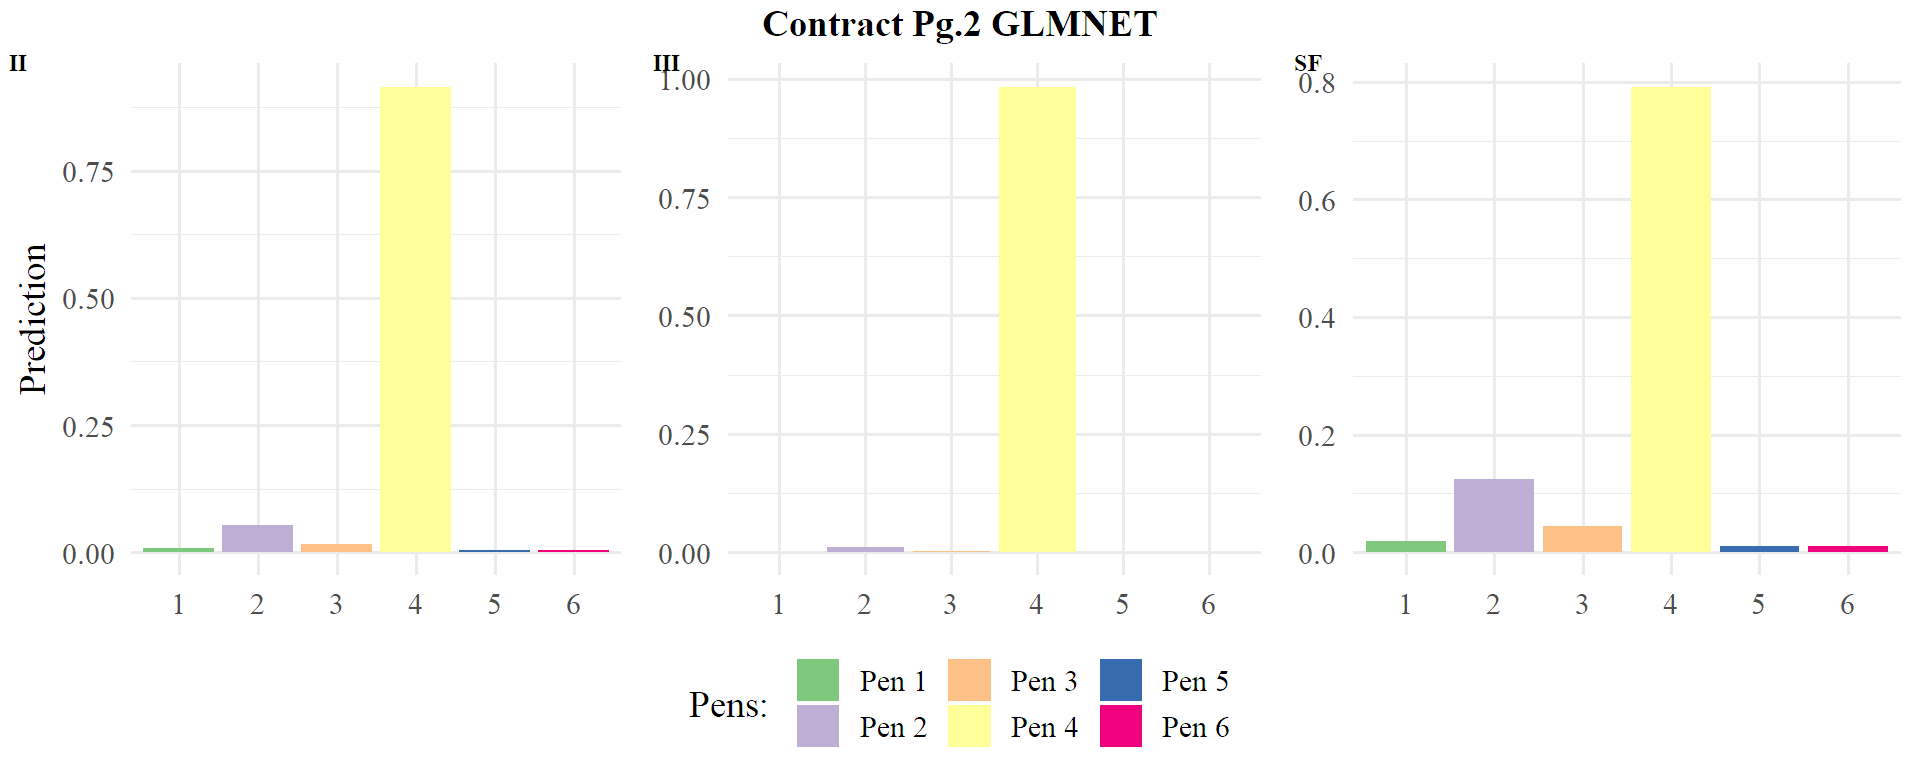 Contract Pg.2 GLMNET
II
III
SF
Prediction
0.75
0.50
0.25
0.00
1 2 3 4 5 6
1.00
0.75
0.50
0.25
0.00
1 2 3 4 5 6
0.8
0.6
0.4
0.2
0.0
1 2 3 4 5 6
Pens:
Pen 1 Pen 3 Pen 5
Pen 2 Pen 4 Pen 6